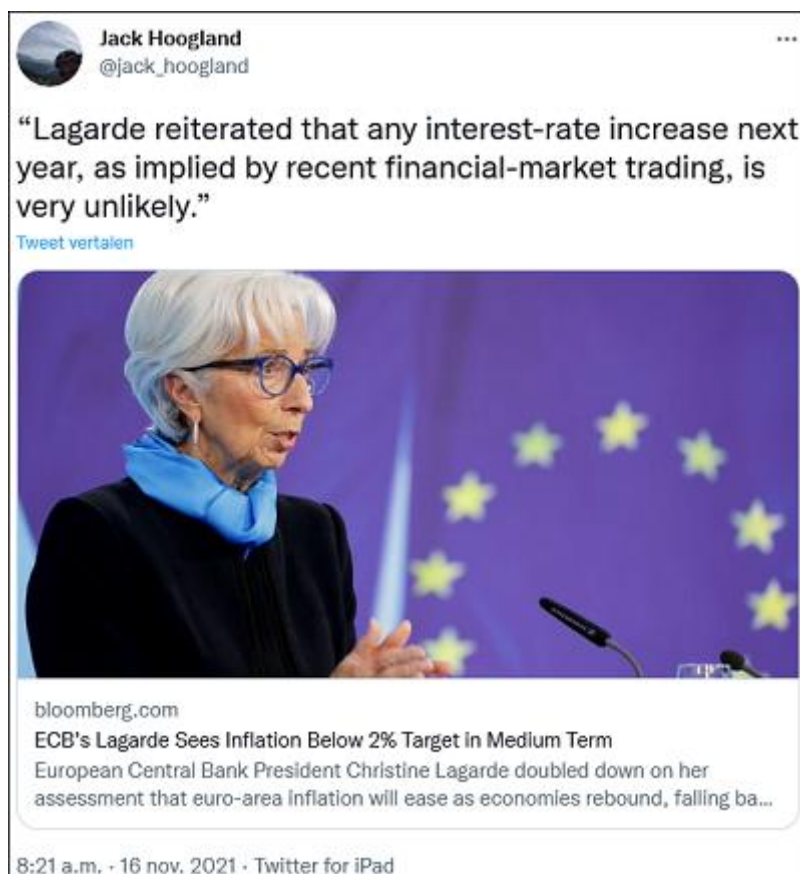 Jack Hoogland
@jack_hoogland
“Lagarde reiterated that any interest-rate increase next
year, as implied by recent financial-market trading, is
very unlikely.”
Tweet vertalen
bloomberg.com
ECB's Lagarde Sees Inflation Below 2% Target in Medium Term
European Central Bank President Christine Lagarde doubled down on her
assessment that euro-area inflation will ease as economies rebound, falling ba...
8:21 a.m. · 16 nov. 2021 · Twitter for iPad